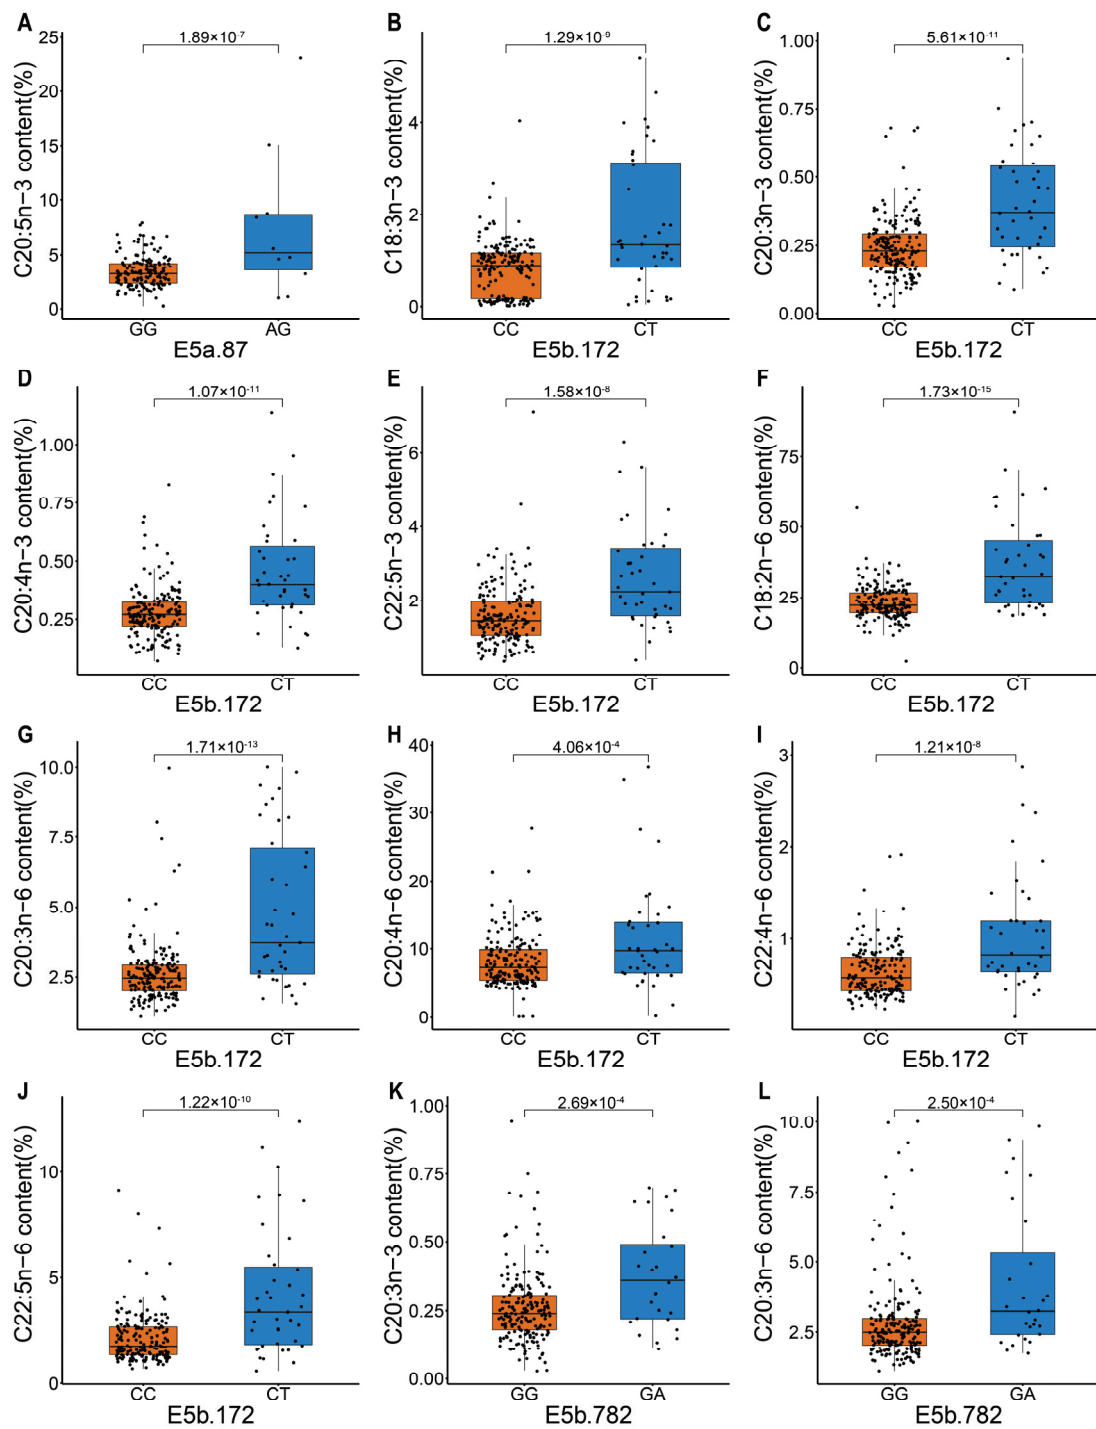 A
C20:5n−3 content(%)
25
20
15
10
5
0
1.89×10⁻⁷
GG
AG
E5a.87
B
C18:3n−3 content(%)
4
2
0
1.29×10⁻⁹
CC
CT
E5b.172
C
C20:3n−3 content(%)
1.00
0.75
0.50
0.25
0.00
5.61×10⁻¹¹
CC
CT
E5b.172
D
C20:4n−3 content(%)
1.00
0.75
0.50
0.25
1.07×10⁻¹¹
CC
CT
E5b.172
E
C22:5n−3 content(%)
6
4
2
1.58×10⁻⁸
CC
CT
E5b.172
F
C18:2n−6 content(%)
75
50
25
0
1.73×10⁻¹⁵
CC
CT
E5b.172
G
C20:3n−6 content(%)
10.0
7.5
5.0
2.5
1.71×10⁻¹³
CC
CT
E5b.172
H
C20:4n−6 content(%)
40
30
20
10
0
4.06×10⁻⁴
CC
CT
E5b.172
I
C22:4n−6 content(%)
3
2
1
1.21×10⁻⁸
CC
CT
E5b.172
J
C22:5n−6 content(%)
10
5
0
1.22×10⁻¹⁰
CC
CT
E5b.172
K
C20:3n−3 content(%)
1.00
0.75
0.50
0.25
0.00
2.69×10⁻⁴
GG
GA
E5b.782
L
C20:3n−6 content(%)
10.0
7.5
5.0
2.5
2.50×10⁻⁴
GG
GA
E5b.782